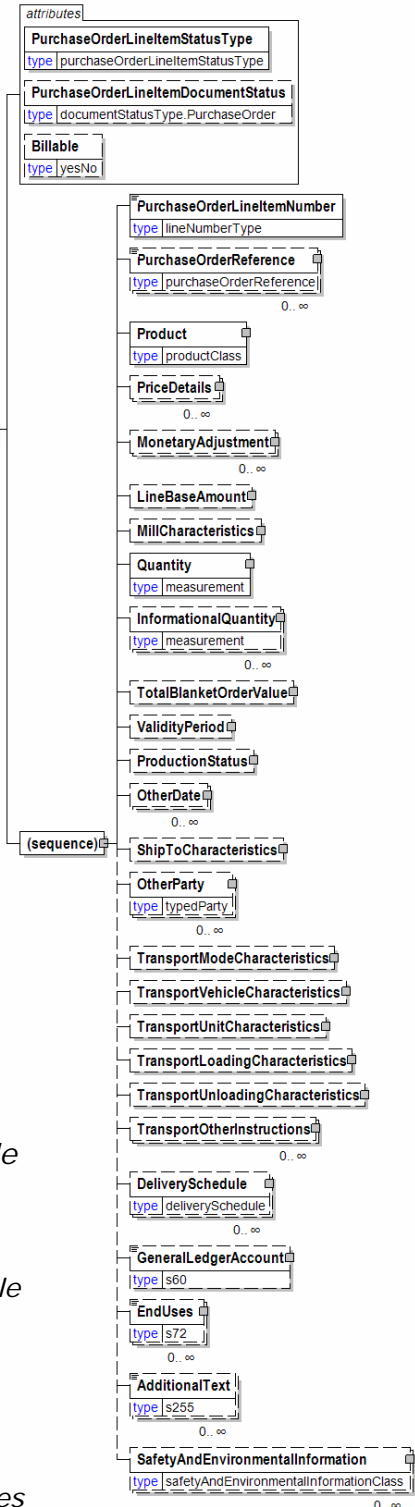 attributes
PurchaseOrderLineItemStatusType
type purchaseOrderLineItemStatusType
PurchaseOrderLineItemDocumentStatus
type documentStatusType.PurchaseOrder
Billable
type yesNo
PurchaseOrderLineItemNumber
type lineNumberType
PurchaseOrderReference
type purchaseOrderReference
0.. ∞
Product
type productClass
PriceDetails
0.. ∞
MonetaryAdjustment
0.. ∞
LineBaseAmount
MillCharacteristics
Quantity
type measurement
InformationalQuantity
type measurement
0.. ∞
TotalBlanketOrderValue
ValidityPeriod
ProductionStatus
OtherDate
0.. ∞
(sequence)
ShipToCharacteristics
OtherParty
type typedParty
0.. ∞
TransportModeCharacteristics
TransportVehicleCharacteristics
TransportUnitCharacteristics
TransportLoadingCharacteristics
TransportUnloadingCharacteristics
TransportOtherInstructions
0.. ∞
DeliverySchedule
type deliverySchedule
0.. ∞
GeneralLedgerAccount
type s60
EndUses
type s72
0.. ∞
AdditionalText
type s255
0.. ∞
SafetyAndEnvironmentalInformation
type safetyAndEnvironmentalInformationClass
0.. ∞